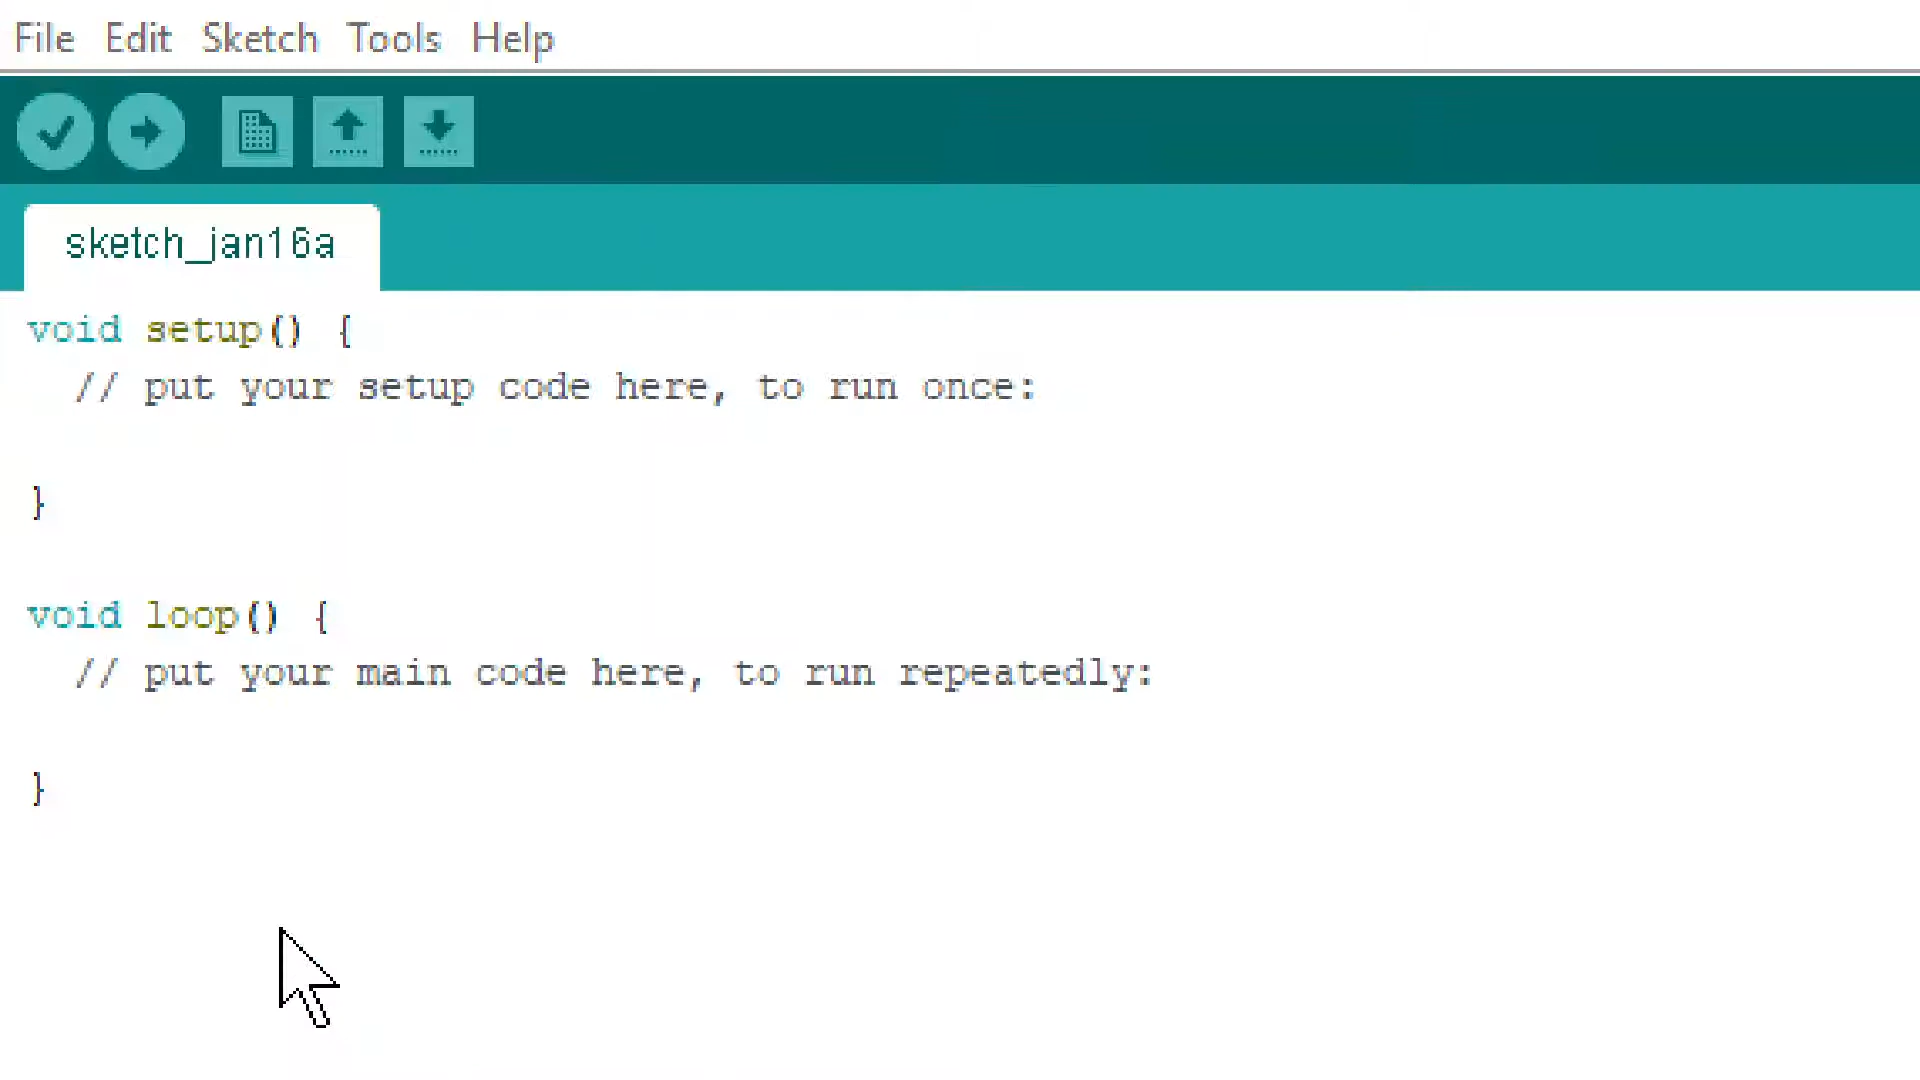 File Edit Sketch Tools Help
sketch_jan16a
void setup() {
  // put your setup code here, to run once:
}
void loop() {
  // put your main code here, to run repeatedly:
}